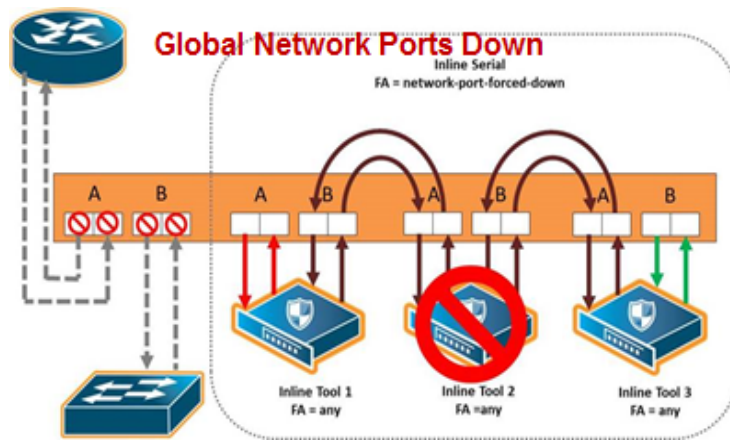 Global Network Ports Down
Inline Serial
FA = network-port-forced-down
A B A B A B A B
Inline Tool 1
FA = any
Inline Tool 2
FA =any
Inline Tool 3
FA = any